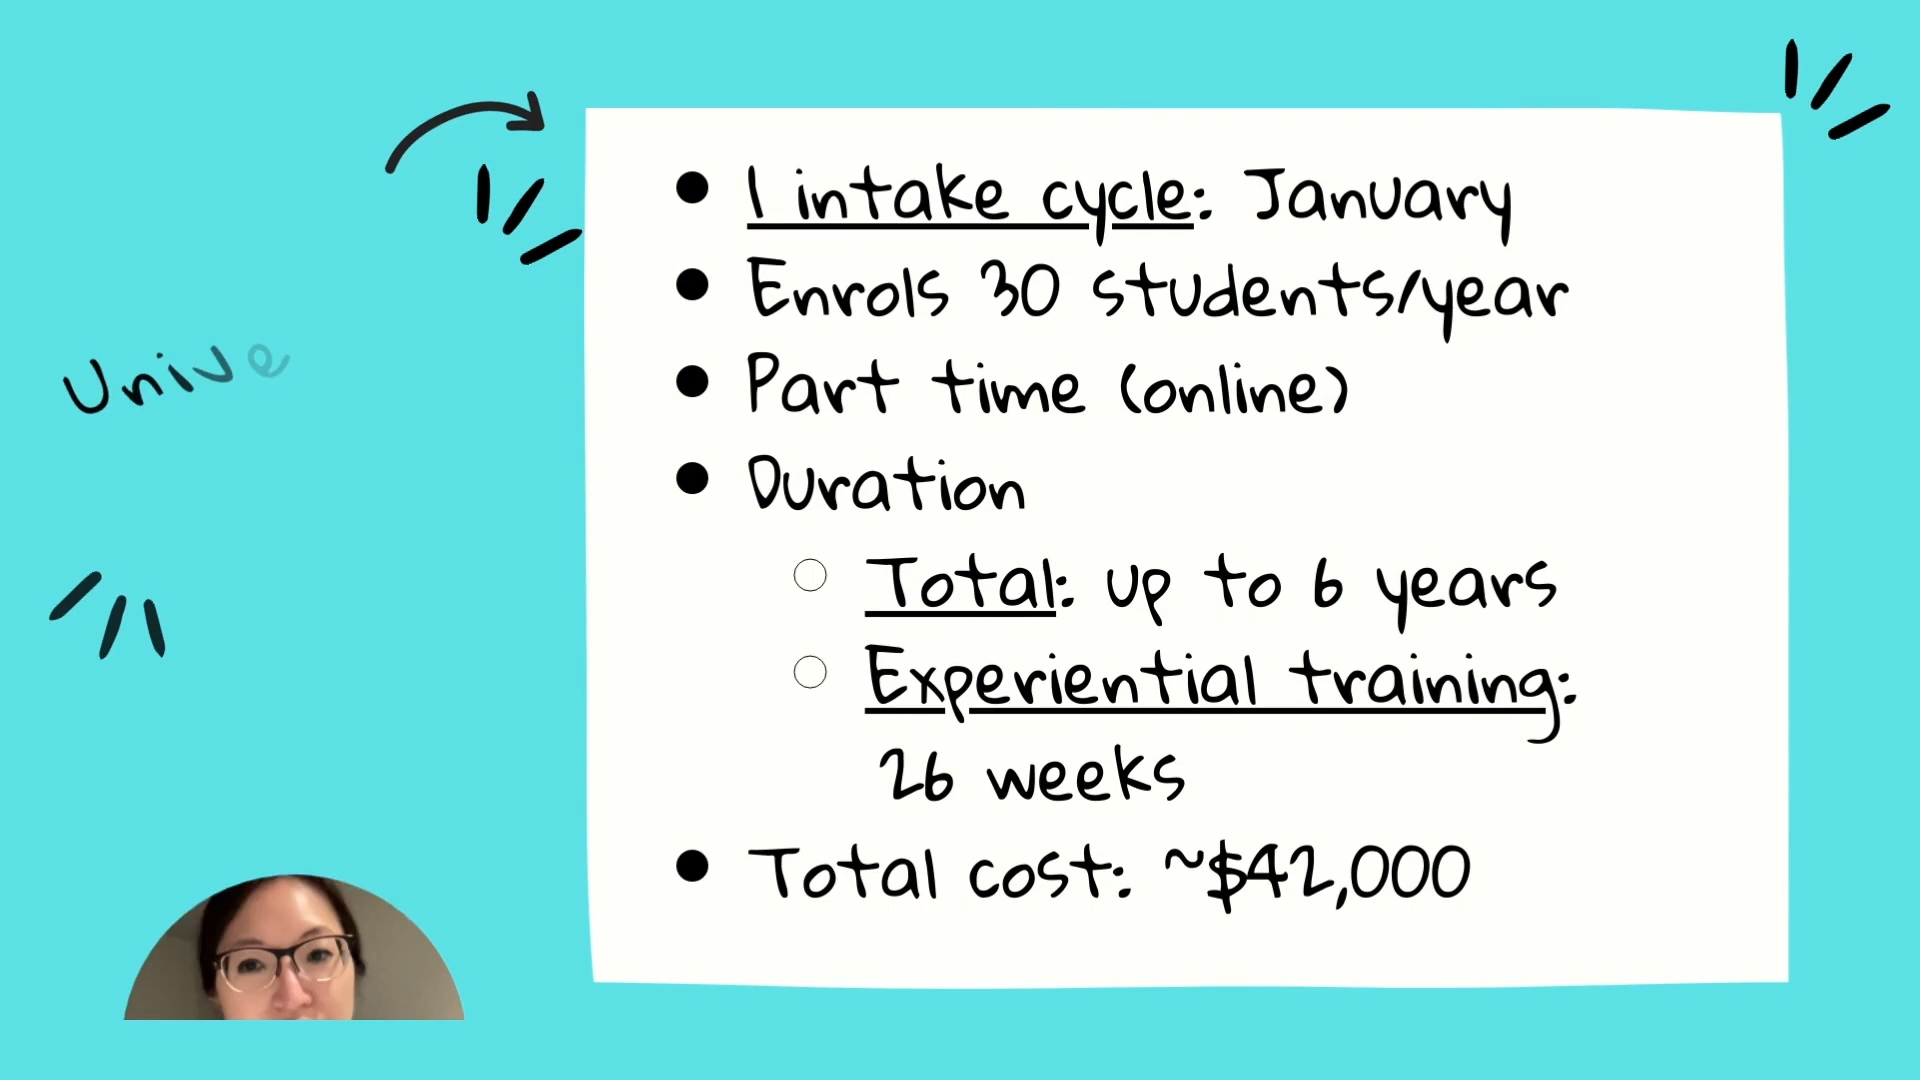 Unive
1 intake cycle: January
Enrols 30 students/year
Part time (online)
Duration
Total: up to 6 years
Experiential training:
26 weeks
Total cost: ~$42,000